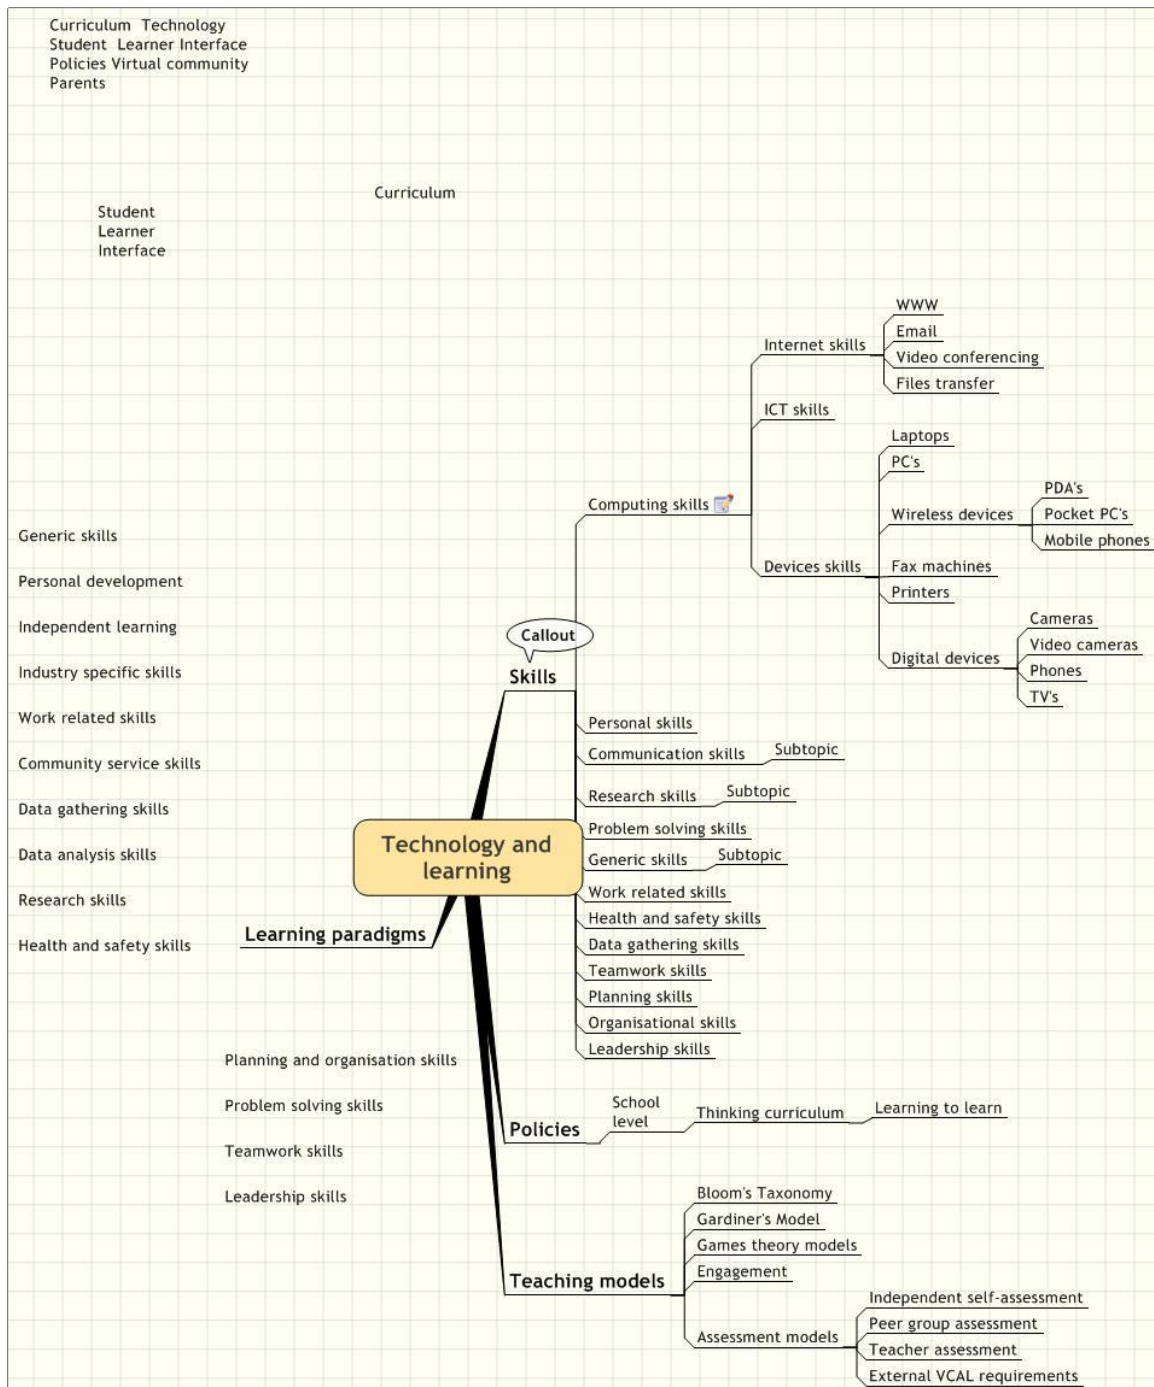 Curriculum  Technology
Student  Learner Interface
Policies Virtual community
Parents
Curriculum
Student
Learner
Interface
WWW
Email
Internet skills
Video conferencing
Files transfer
ICT skills
Laptops
PC's
Computing skills
PDA's
Wireless devices
Pocket PC's
Mobile phones
Devices skills
Fax machines
Printers
Cameras
Video cameras
Digital devices
Phones
TV's
Generic skills
Personal development
Independent learning
Industry specific skills
Work related skills
Community service skills
Data gathering skills
Data analysis skills
Research skills
Health and safety skills
Callout
Skills
Personal skills
Communication skills
Subtopic
Research skills
Subtopic
Problem solving skills
Generic skills
Subtopic
Work related skills
Health and safety skills
Data gathering skills
Teamwork skills
Planning skills
Organisational skills
Leadership skills
Technology and
learning
Learning paradigms
Planning and organisation skills
Problem solving skills
Teamwork skills
Leadership skills
Policies
School
level
Thinking curriculum
Learning to learn
Teaching models
Bloom's Taxonomy
Gardiner's Model
Games theory models
Engagement
Assessment models
Independent self-assessment
Peer group assessment
Teacher assessment
External VCAL requirements